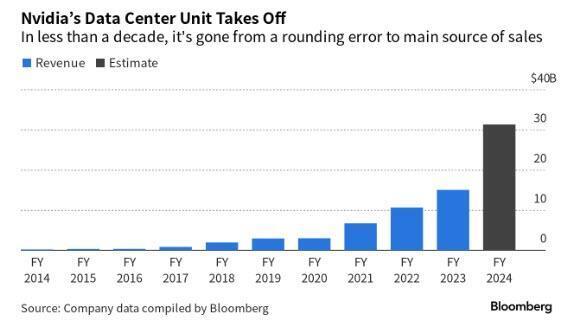 Nvidia's Data Center Unit Takes Off
In less than a decade, it's gone from a rounding error to main source of sales
Revenue Estimate
$40B
30
20
10
0
FY FY FY FY FY FY FY FY FY FY FY
2014 2015 2016 2017 2018 2019 2020 2021 2022 2023 2024
Source: Company data compiled by Bloomberg
Bloomberg